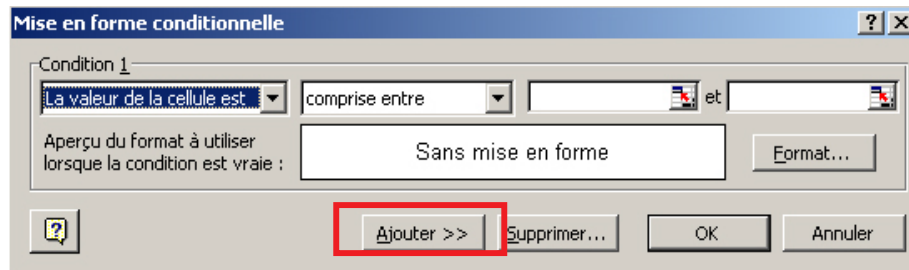 Mise en forme conditionnelle
Condition 1
La valeur de la cellule est comprise entre et
Aperçu du format à utiliser
lorsque la condition est vraie :
Sans mise en forme
Format...
Ajouter >> Supprimer... OK Annuler